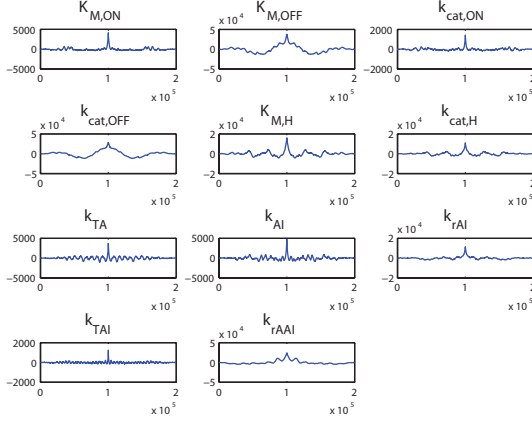 K_M,ON
5000
0
−5000
0 1 2
x 10^5
K_M,OFF
x 10^4
5
0
−5
0 1 2
x 10^5
k_cat,ON
2000
0
−2000
0 1 2
x 10^5
k_cat,OFF
x 10^4
5
0
−5
0 1 2
x 10^5
K_M,H
x 10^4
2
0
−2
0 1 2
x 10^5
k_cat,H
x 10^4
2
0
−2
0 1 2
x 10^5
k_TA
5000
0
−5000
0 1 2
x 10^5
k_AI
5000
0
−5000
0 1 2
x 10^5
k_rAI
x 10^4
2
0
−2
0 1 2
x 10^5
k_TAI
2000
0
−2000
0 1 2
x 10^5
k_rAAI
x 10^4
5
0
−5
0 1 2
x 10^5